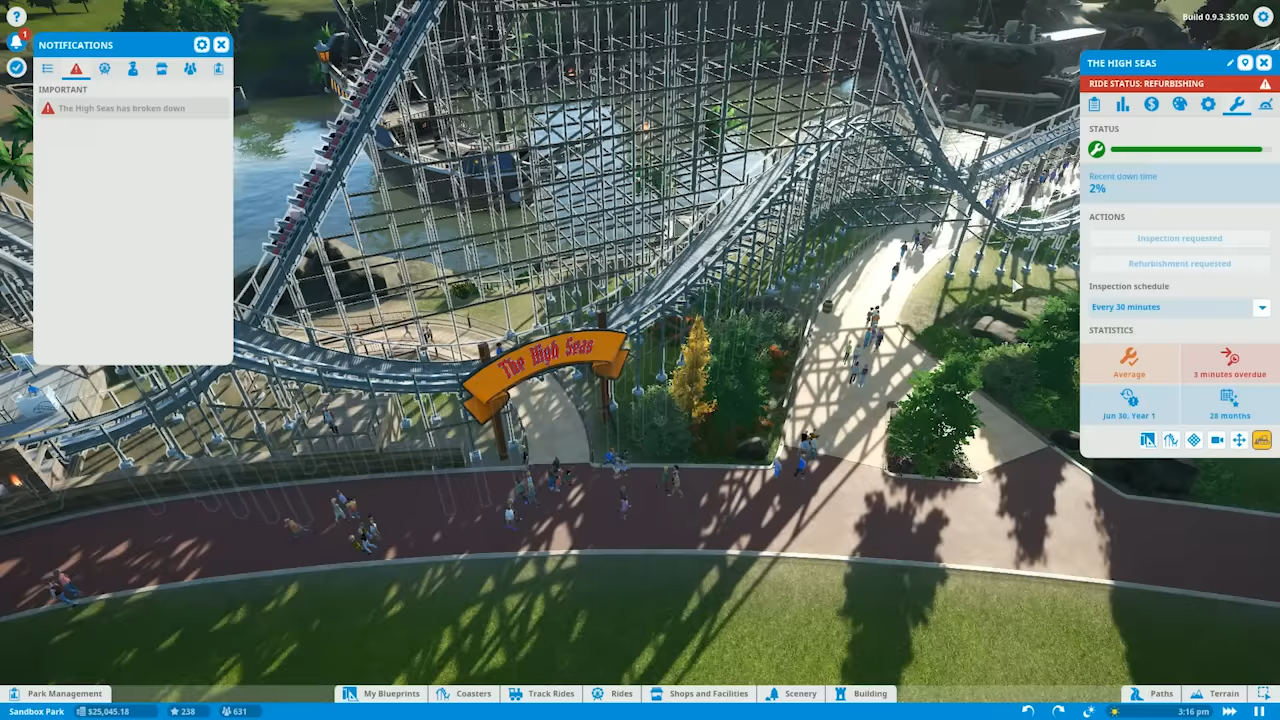 ?
Build 0.9.3.35100
1
NOTIFICATIONS
IMPORTANT
The High Seas has broken down
THE HIGH SEAS
RIDE STATUS: REFURBISHING
STATUS
Recent down time
2%
ACTIONS
Inspection requested
Refurbishment requested
Inspection schedule
Every 30 minutes
STATISTICS
Average
3 minutes overdue
Jun 30, Year 1
28 months
The High Seas
Park Management
My Blueprints
Coasters
Track Rides
Rides
Shops and Facilities
Scenery
Building
Paths
Terrain
Sandbox Park
$25,045.18
238
631
3:16 pm